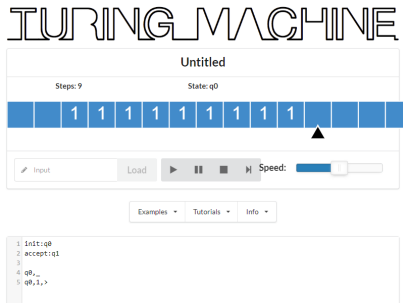 TURING MACHINE
Untitled
Steps: 9 State: q0
1 1 1 1 1 1 1 1 1
Input Load Speed:
Examples Tutorials Info
1 init:q0
2 accept:q1
3
4 q0,_
5 q0,1,>